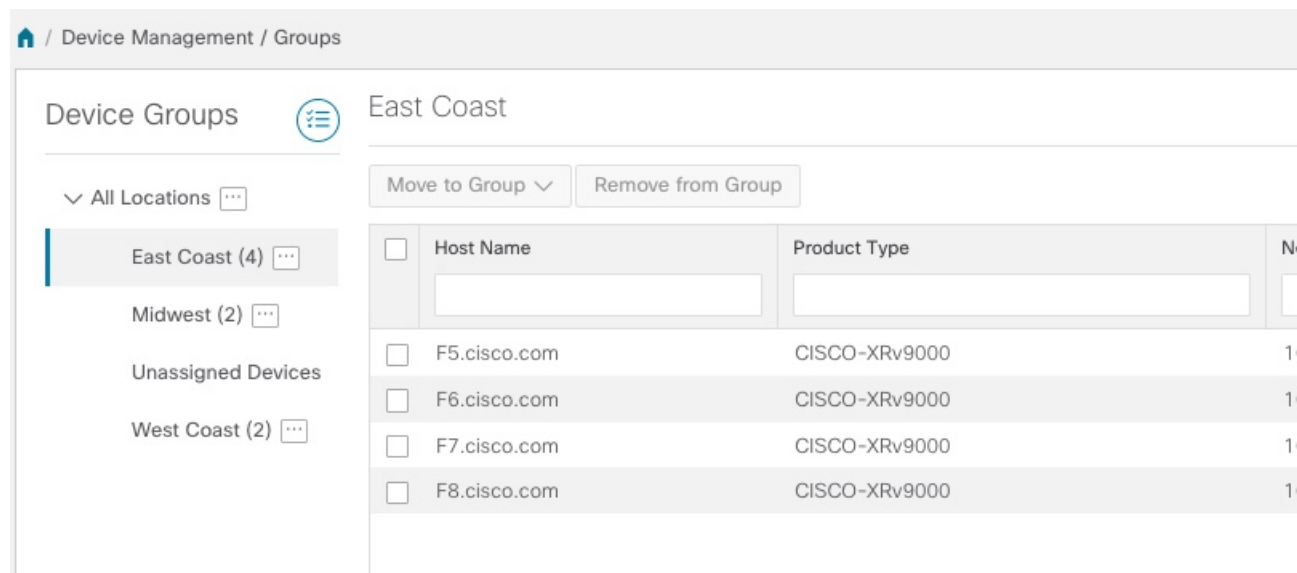 / Device Management / Groups
Device Groups
All Locations
East Coast (4)
Midwest (2)
Unassigned Devices
West Coast (2)
East Coast
Move to Group Remove from Group
Host Name Product Type
F5.cisco.com CISCO-XRv9000
F6.cisco.com CISCO-XRv9000
F7.cisco.com CISCO-XRv9000
F8.cisco.com CISCO-XRv9000